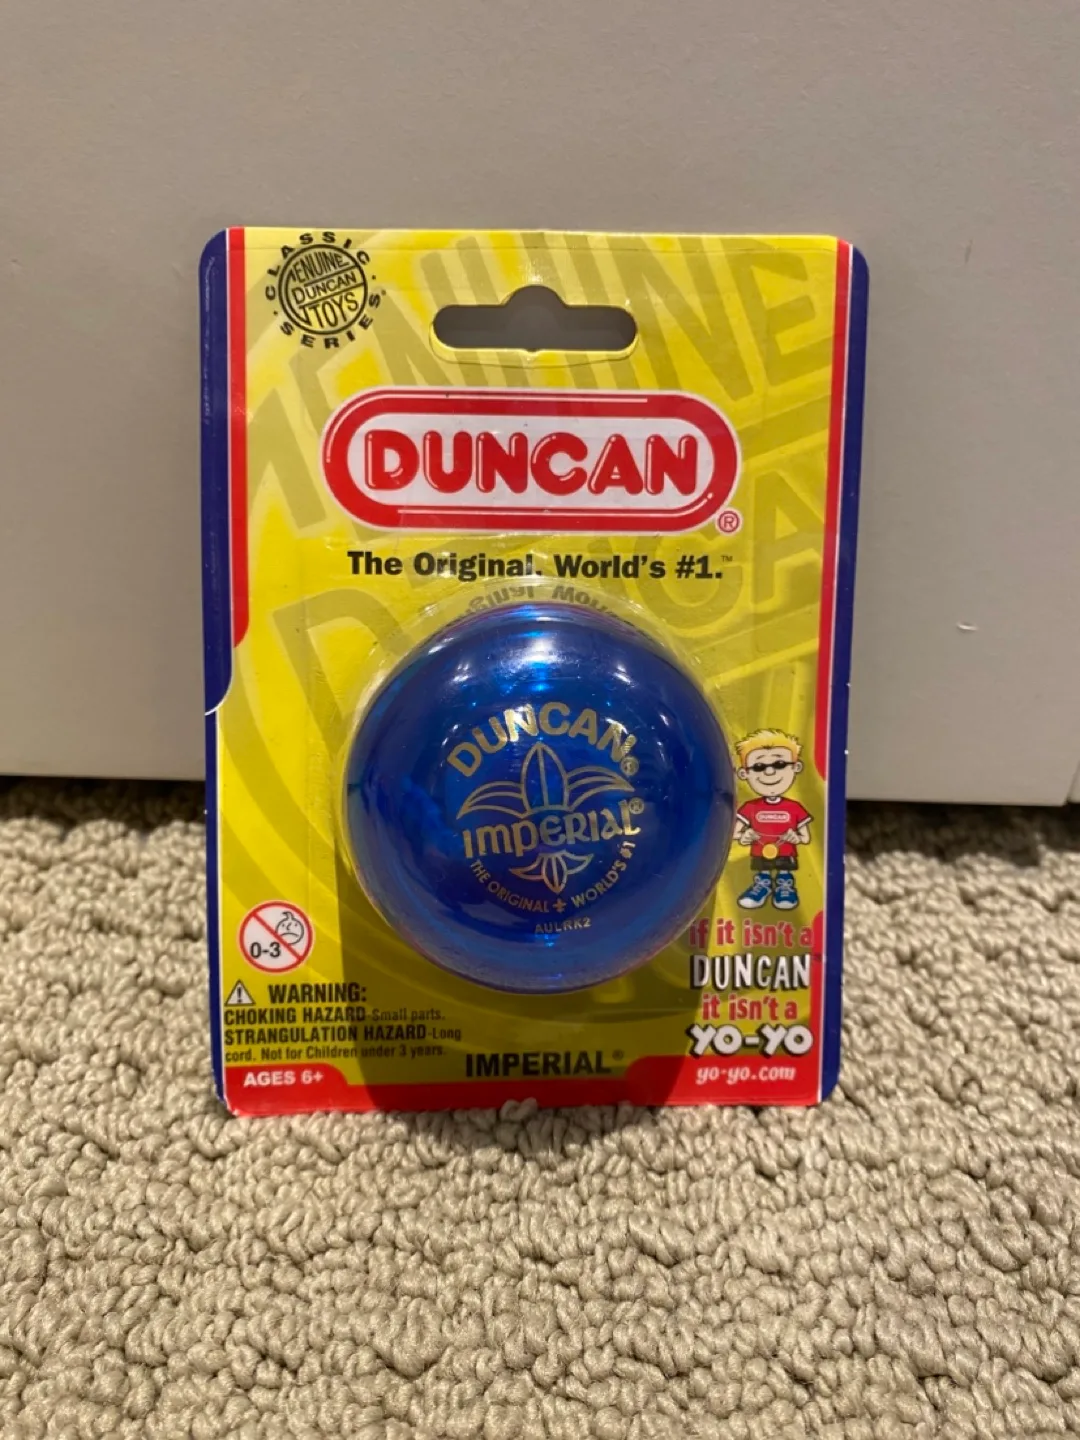 CLASSIC
GENUINE
DUNCAN
TOYS
SERIES
DUNCAN®
The Original. World's #1.™
DUNCAN®
IMPERIAL®
THE ORIGINAL WORLD'S #1
DUNCAN
0-3
WARNING:
CHOKING HAZARD-Small parts.
STRANGULATION HAZARD-Long
cord. Not for Children under 3 years.
AGES 6+
IMPERIAL®
if it isn't a
DUNCAN
it isn't a
YO-YO
yo-yo.com